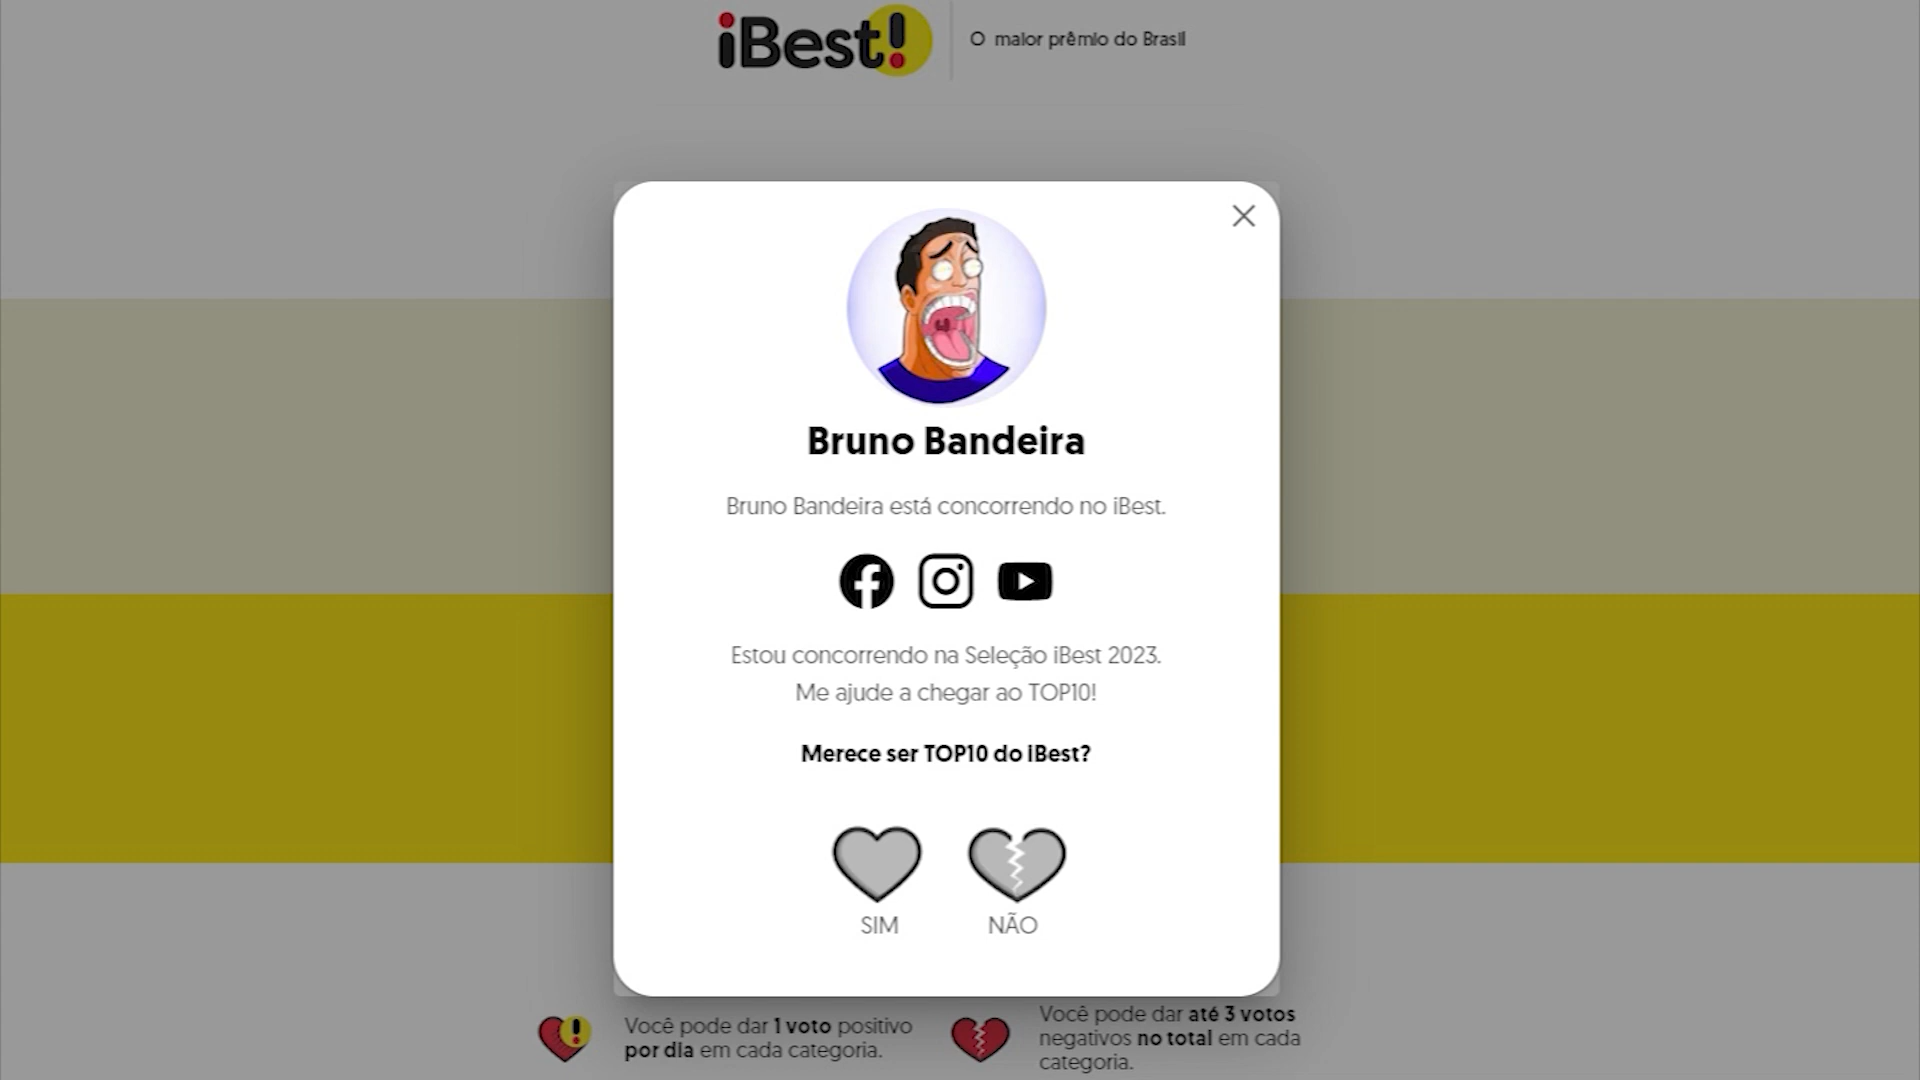 iBest!
O maior prêmio do Brasil
Bruno Bandeira
Bruno Bandeira está concorrendo no iBest.
Estou concorrendo na Seleção iBest 2023.
Me ajude a chegar ao TOP10!
Merece ser TOP10 do iBest?
SIM
NÃO
Você pode dar 1 voto positivo
por dia em cada categoria.
Você pode dar até 3 votos
negativos no total em cada
categoria.